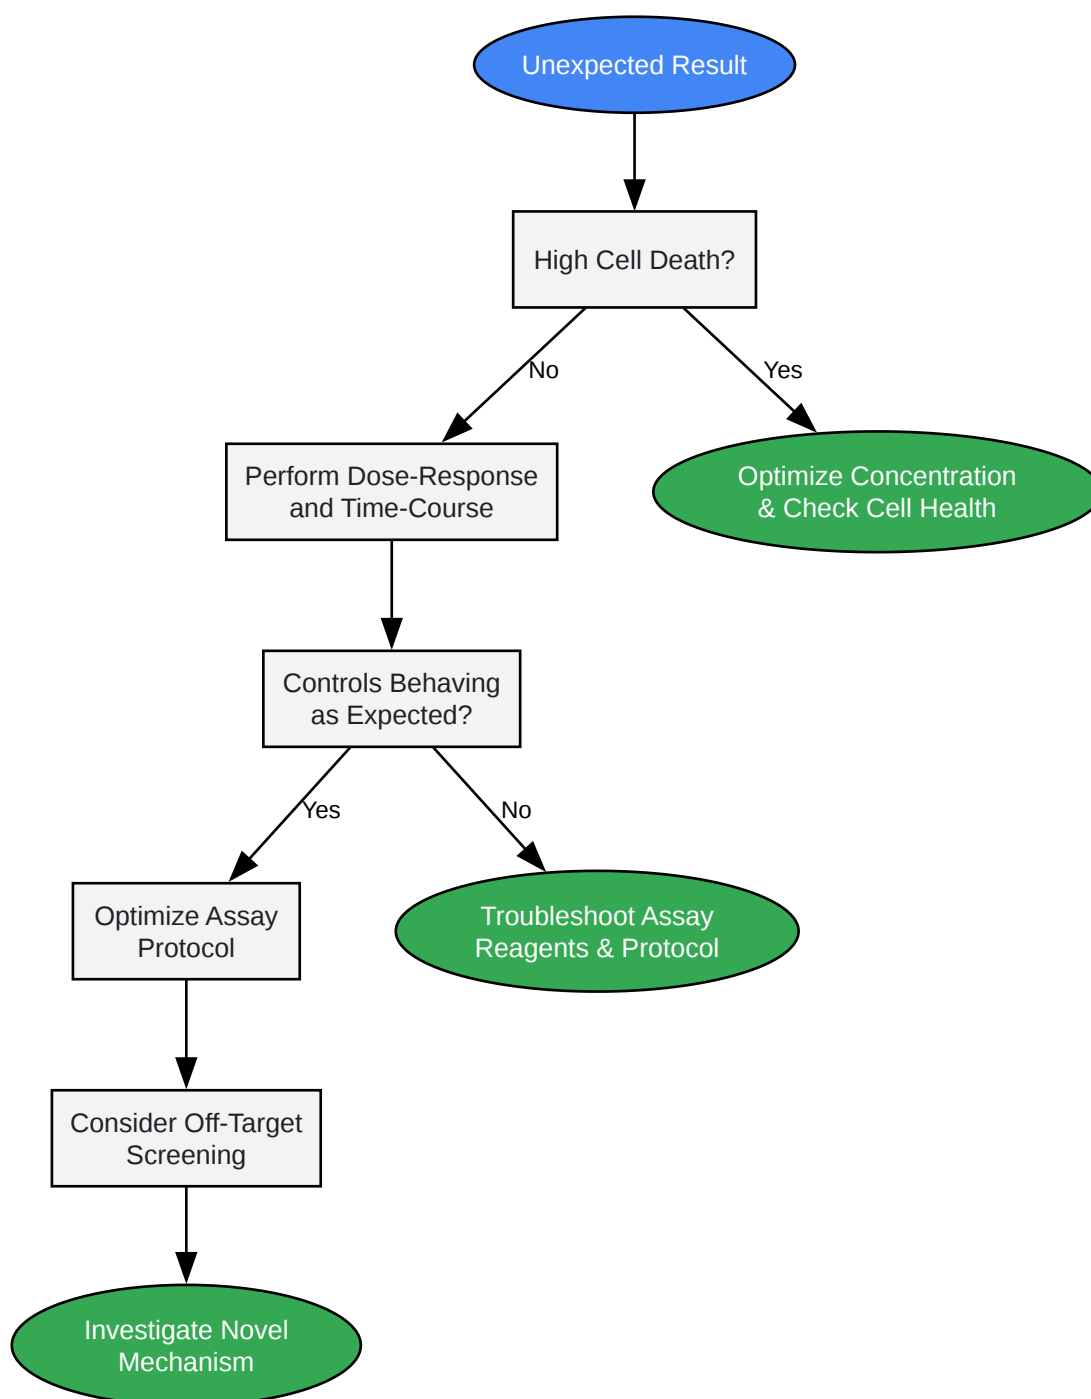 Unexpected Result
High Cell Death?
No
Yes
Perform Dose-Response
and Time-Course
Optimize Concentration
& Check Cell Health
Controls Behaving
as Expected?
Yes
No
Optimize Assay
Protocol
Troubleshoot Assay
Reagents & Protocol
Consider Off-Target
Screening
Investigate Novel
Mechanism